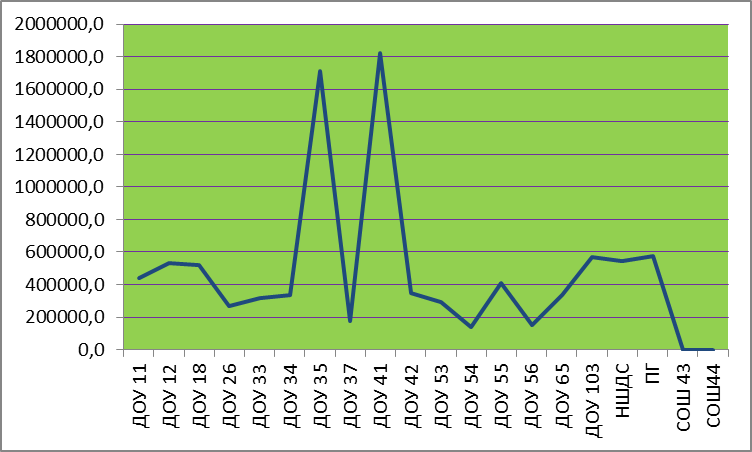 2000000,0
1800000,0
1600000,0
1400000,0
1200000,0
1000000,0
800000,0
600000,0
400000,0
200000,0
0,0
ДОУ 11
ДОУ 12
ДОУ 18
ДОУ 26
ДОУ 33
ДОУ 34
ДОУ 35
ДОУ 37
ДОУ 41
ДОУ 42
ДОУ 53
ДОУ 54
ДОУ 55
ДОУ 56
ДОУ 65
ДОУ 103
НШДС
ПГ
СОШ 43
СОШ44